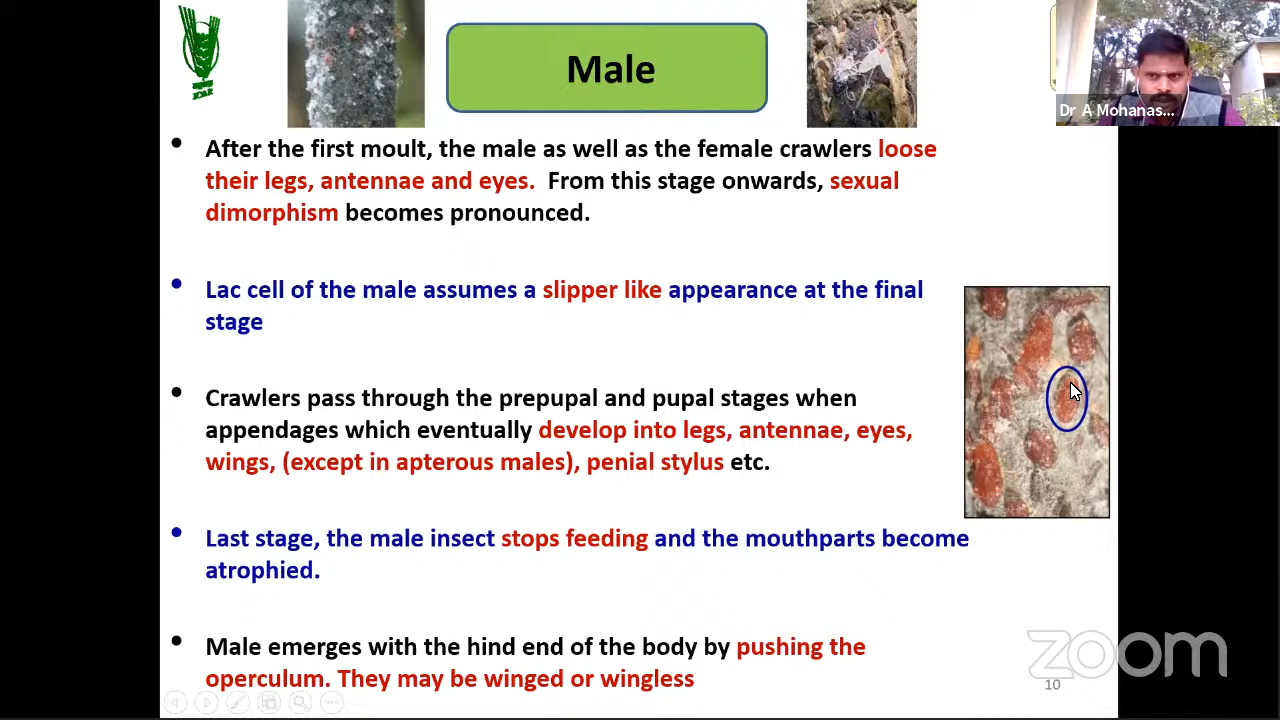 Male
Dr A Mohanas...
• After the first moult, the male as well as the female crawlers loose
their legs, antennae and eyes. From this stage onwards, sexual
dimorphism becomes pronounced.
• Lac cell of the male assumes a slipper like appearance at the final
stage
• Crawlers pass through the prepupal and pupal stages when
appendages which eventually develop into legs, antennae, eyes,
wings, (except in apterous males), penial stylus etc.
• Last stage, the male insect stops feeding and the mouthparts become
atrophied.
• Male emerges with the hind end of the body by pushing the
operculum. They may be winged or wingless
zoom
10